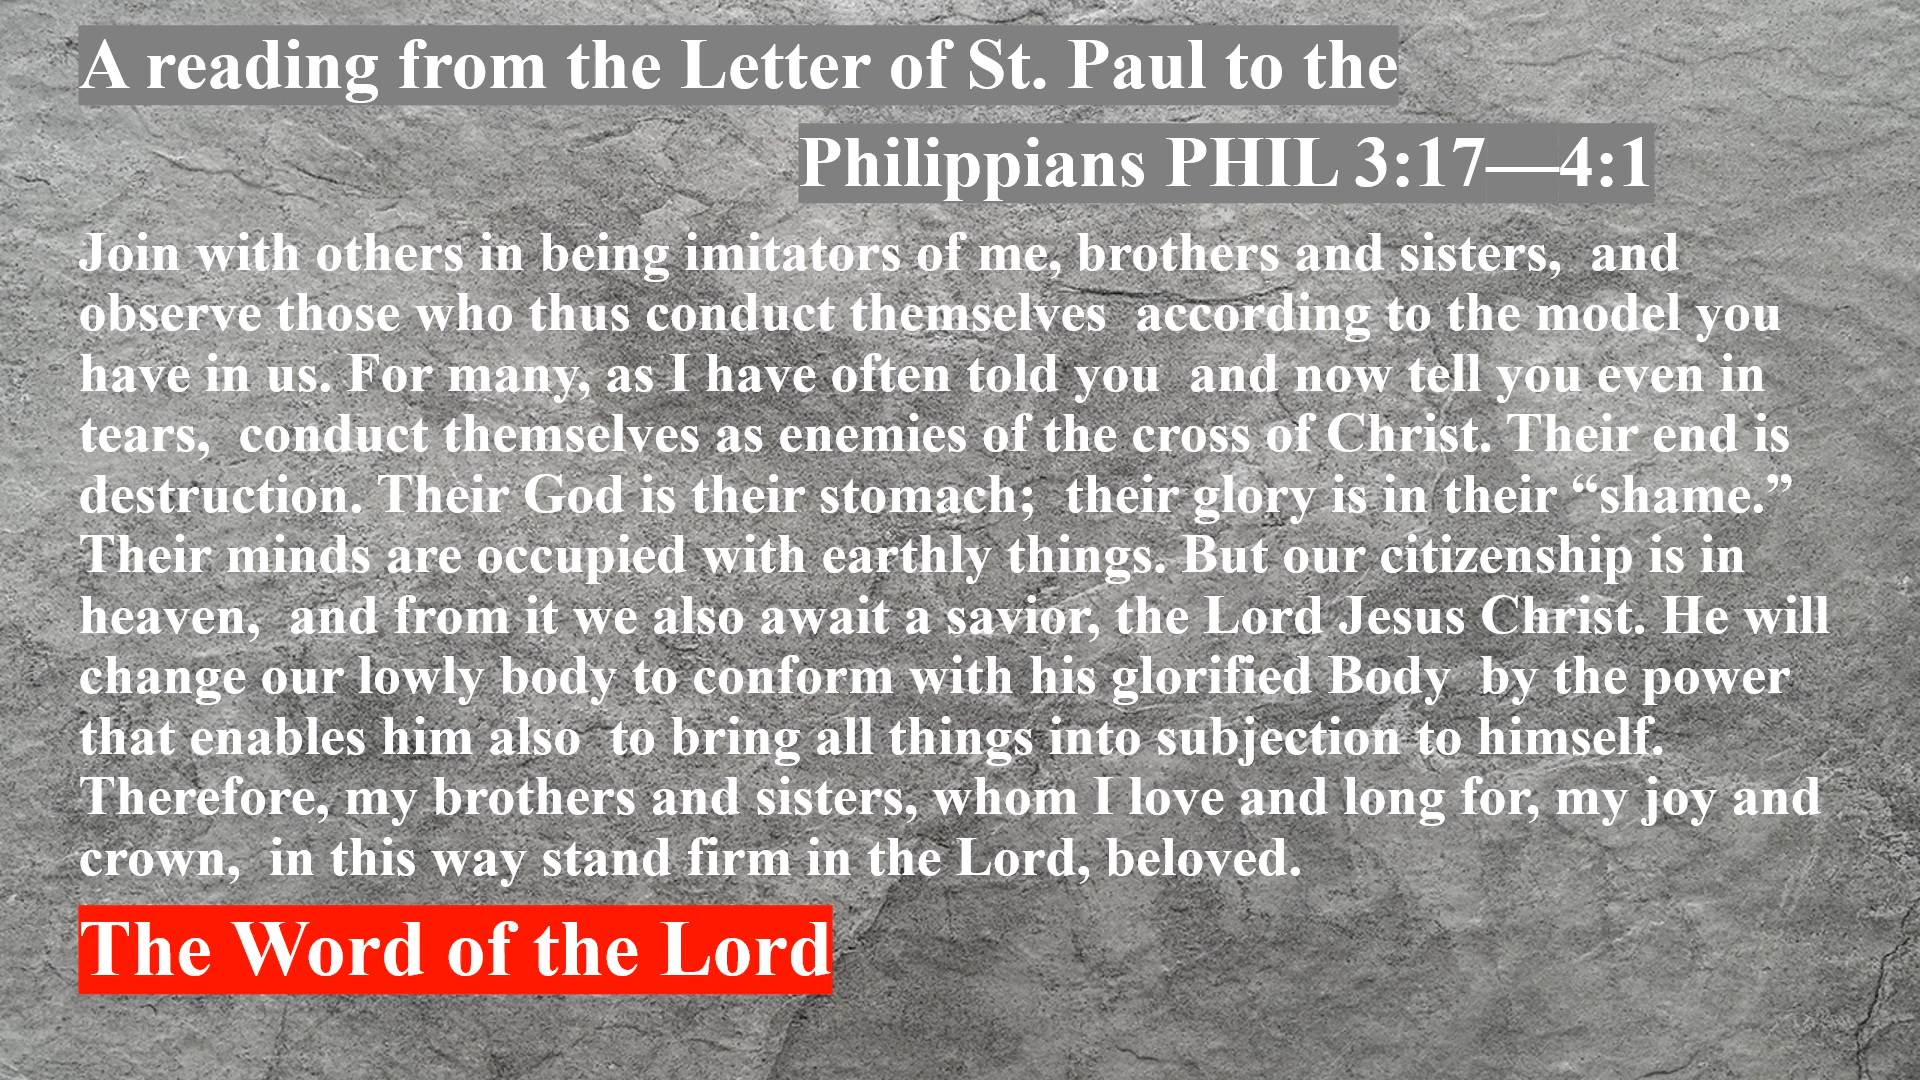 A reading from the Letter of St. Paul to the
Philippians PHIL 3:17—4:1
Join with others in being imitators of me, brothers and sisters,  and
observe those who thus conduct themselves  according to the model you
have in us. For many, as I have often told you  and now tell you even in
tears,  conduct themselves as enemies of the cross of Christ. Their end is
destruction. Their God is their stomach;  their glory is in their “shame.”
Their minds are occupied with earthly things. But our citizenship is in
heaven,  and from it we also await a savior, the Lord Jesus Christ. He will
change our lowly body to conform with his glorified Body  by the power
that enables him also  to bring all things into subjection to himself.
Therefore, my brothers and sisters, whom I love and long for, my joy and
crown,  in this way stand firm in the Lord, beloved.
The Word of the Lord